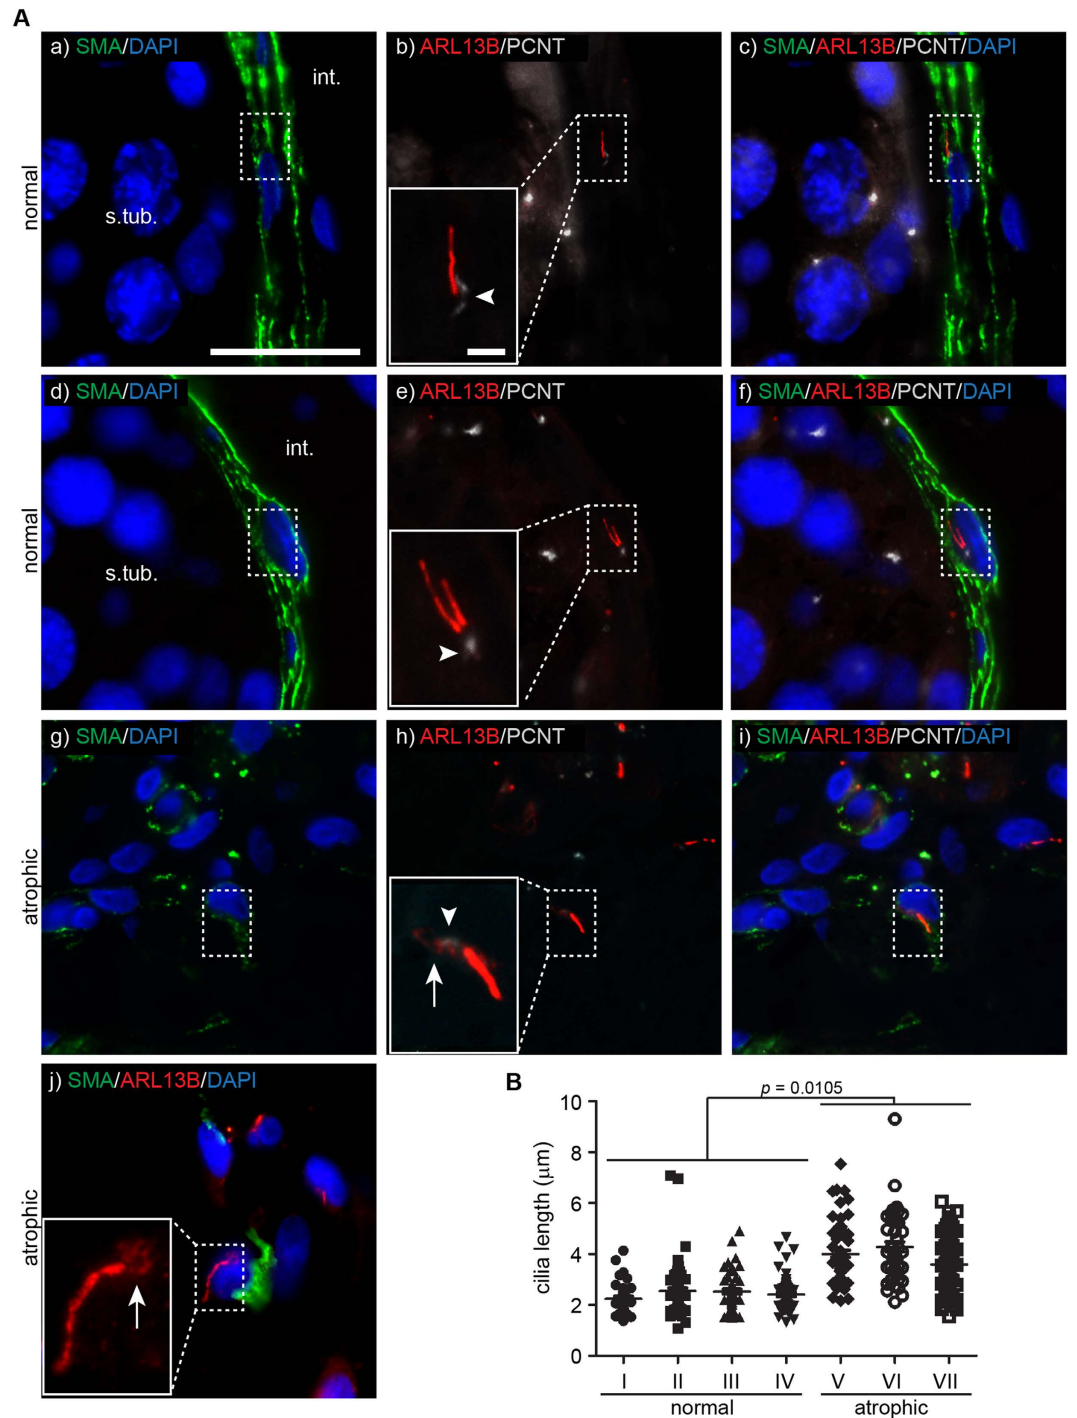 A
a) SMA/DAPI
int.
s.tub.
normal
b) ARL13B/PCNT
c) SMA/ARL13B/PCNT/DAPI
d) SMA/DAPI
int.
s.tub.
normal
e) ARL13B/PCNT
f) SMA/ARL13B/PCNT/DAPI
g) SMA/DAPI
atrophic
h) ARL13B/PCNT
i) SMA/ARL13B/PCNT/DAPI
j) SMA/ARL13B/DAPI
atrophic
B
p = 0.0105
cilia length (μm)
10
8
6
4
2
0
I II III IV V VI VII
normal atrophic